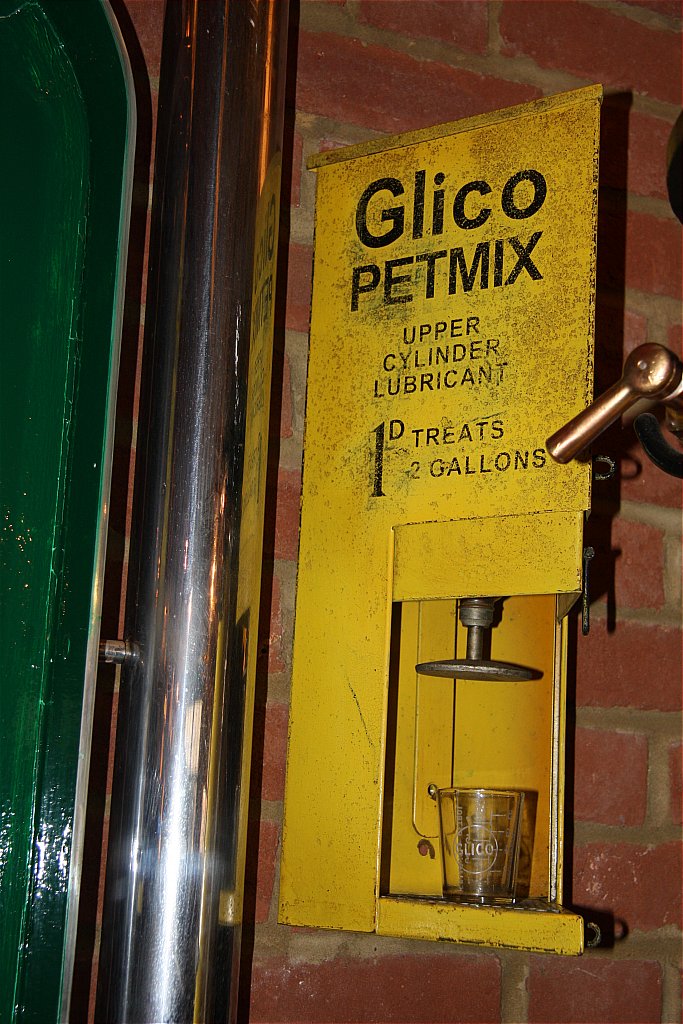 Glico
PETMIX
UPPER
CYLINDER
LUBRICANT
1D TREATS
2 GALLONS
GLICO